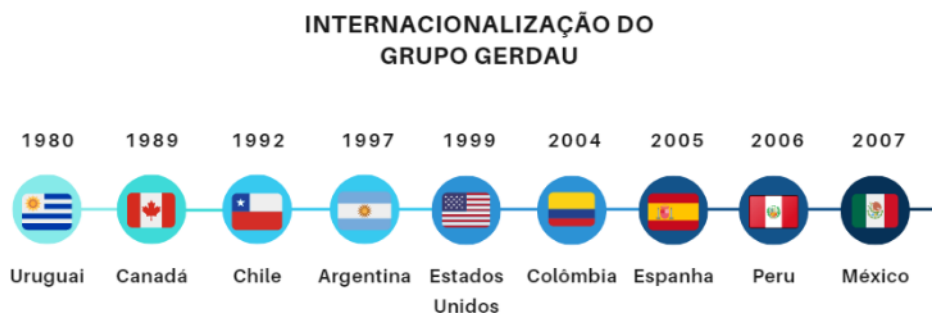 INTERNACIONALIZAÇÃO DO
GRUPO GERDAU
1980 1989 1992 1997 1999 2004 2005 2006 2007
Uruguai Canadá Chile Argentina Estados Colômbia Espanha Peru México
Unidos